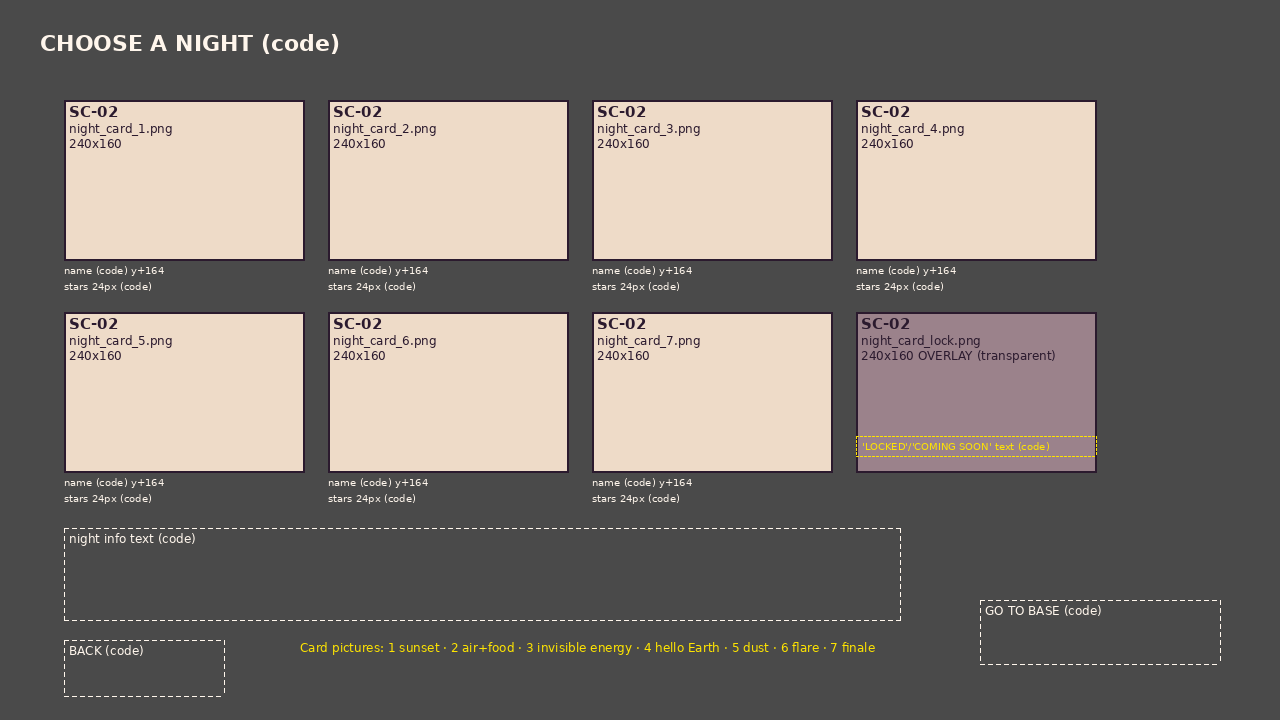 CHOOSE A NIGHT (code)
SC-02
night_card_1.png
240x160
name (code) y+164
stars 24px (code)
SC-02
night_card_2.png
240x160
name (code) y+164
stars 24px (code)
SC-02
night_card_3.png
240x160
name (code) y+164
stars 24px (code)
SC-02
night_card_4.png
240x160
name (code) y+164
stars 24px (code)
SC-02
night_card_5.png
240x160
name (code) y+164
stars 24px (code)
SC-02
night_card_6.png
240x160
name (code) y+164
stars 24px (code)
SC-02
night_card_7.png
240x160
name (code) y+164
stars 24px (code)
SC-02
night_card_lock.png
240x160 OVERLAY (transparent)
'LOCKED'/'COMING SOON' text (code)
night info text (code)
GO TO BASE (code)
BACK (code)
Card pictures: 1 sunset · 2 air+food · 3 invisible energy · 4 hello Earth · 5 dust · 6 flare · 7 finale